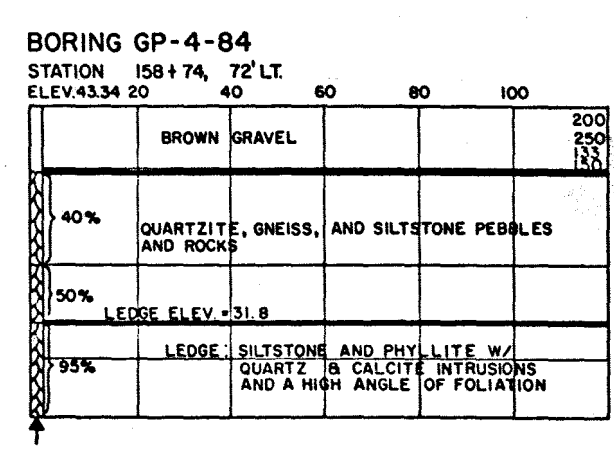 BORING GP-4-84
STATION 158+74, 72' LT.
ELEV. 43.34 20 40 60 80 100
200
BROWN GRAVEL 250
133
150
40% QUARTZITE, GNEISS, AND SILTSTONE PEBBLES
AND ROCKS
50%
LEDGE ELEV. = 31.8
LEDGE: SILTSTONE AND PHYLLITE W/
95% QUARTZ & CALCITE INTRUSIONS
AND A HIGH ANGLE OF FOLIATION